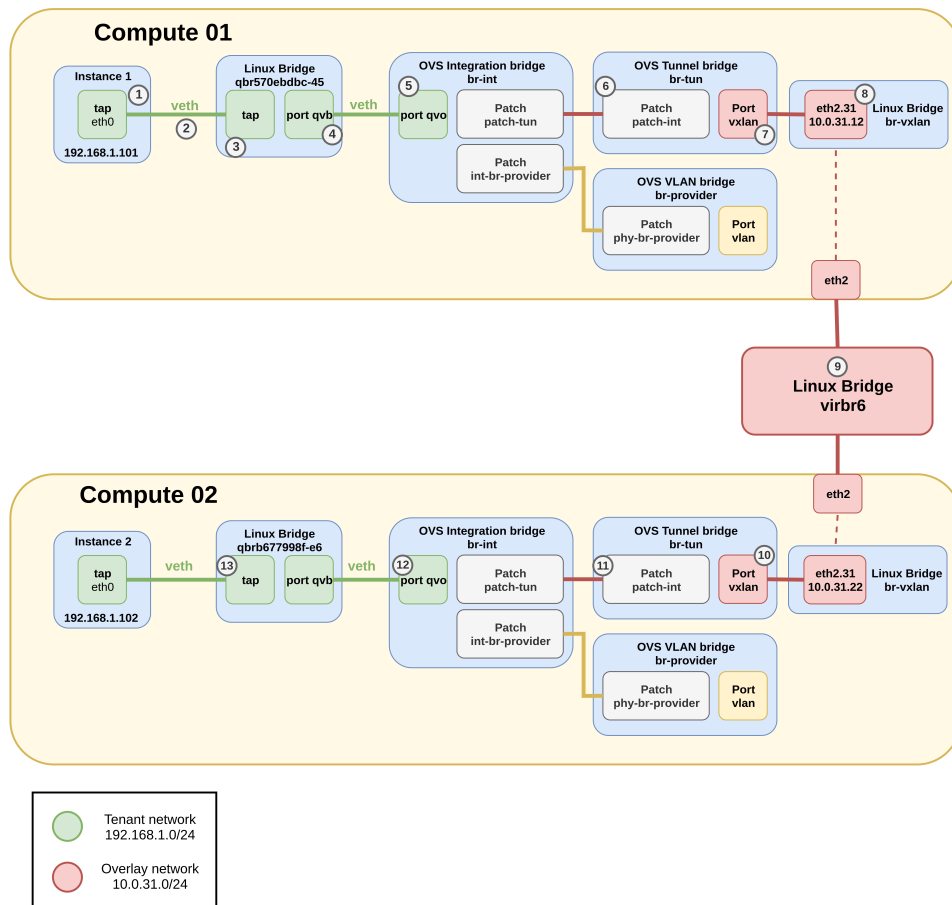 Compute 01
Instance 1
1
tap
eth0
192.168.1.101
veth
2
Linux Bridge
qbr570ebdbc-45
tap
port qvb
3
4
veth
OVS Integration bridge
br-int
5
port qvo
Patch
patch-tun
Patch
int-br-provider
OVS Tunnel bridge
br-tun
6
Patch
patch-int
Port
vxlan
7
8
eth2.31
10.0.31.12
Linux Bridge
br-vxlan
OVS VLAN bridge
br-provider
Patch
phy-br-provider
Port
vlan
eth2
9
Linux Bridge
virbr6
eth2
Compute 02
Instance 2
tap
eth0
192.168.1.102
veth
Linux Bridge
qbrb677998f-e6
13
tap
port qvb
veth
OVS Integration bridge
br-int
12
port qvo
Patch
patch-tun
Patch
int-br-provider
OVS Tunnel bridge
br-tun
11
Patch
patch-int
10
Port
vxlan
eth2.31
10.0.31.22
Linux Bridge
br-vxlan
OVS VLAN bridge
br-provider
Patch
phy-br-provider
Port
vlan
Tenant network
192.168.1.0/24
Overlay network
10.0.31.0/24